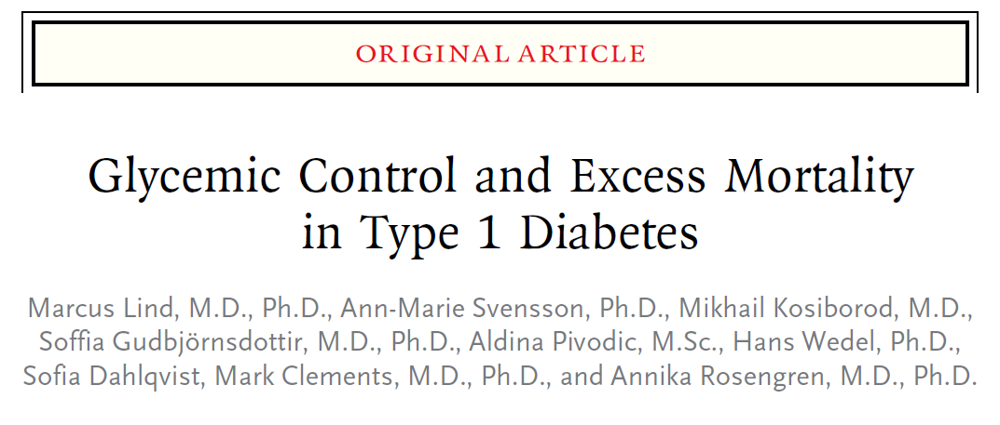 ORIGINAL ARTICLE
Glycemic Control and Excess Mortality
in Type 1 Diabetes
Marcus Lind, M.D., Ph.D., Ann-Marie Svensson, Ph.D., Mikhail Kosiborod, M.D.,
Soffia Gudbjörnsdottir, M.D., Ph.D., Aldina Pivodic, M.Sc., Hans Wedel, Ph.D.,
Sofia Dahlqvist, Mark Clements, M.D., Ph.D., and Annika Rosengren, M.D., Ph.D.